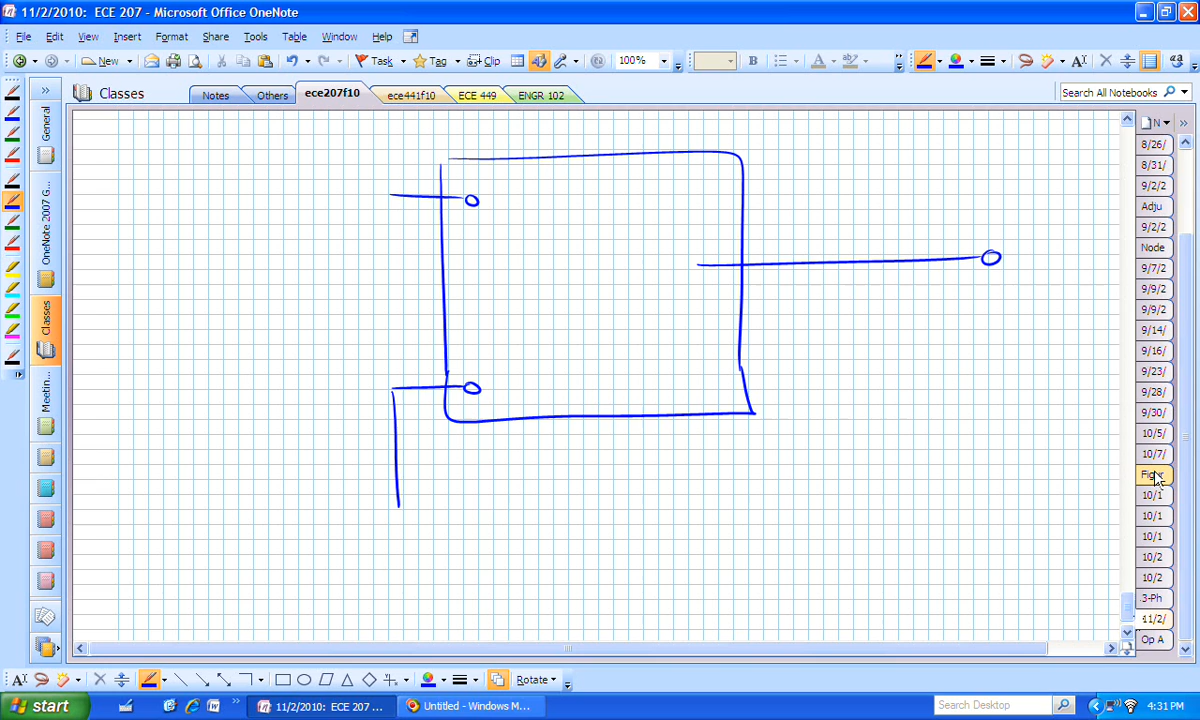 11/2/2010: ECE 207 - Microsoft Office OneNote
File Edit View Insert Format Share Tools Table Window Help
New Task Tag Clip 100% B A ab
Classes Notes Others ece207f10 ece441f10 ECE 449 ENGR 102 Search All Notebooks
General
OneNote 2007 G...
Classes
Meetin...
N
8/26/
8/31/
9/2/2
Adju
9/2/2
Node
9/7/2
9/9/2
9/9/2
9/14/
9/16/
9/23/
9/28/
9/30/
10/5/
10/7/
10/1
10/1
10/1
10/2
10/2
3-Ph
11/2/
Op A
Rotate
start 11/2/2010: ECE 207 ... Untitled - Windows M... Search Desktop 4:31 PM